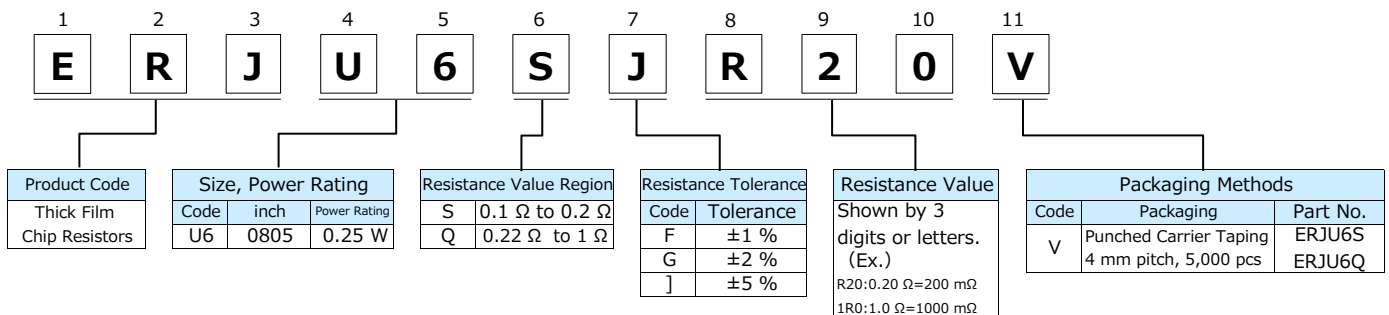 1 2 3 4 5 6 7 8 9 10 11
E R J U 6 S J R 2 0 V
Product Code
Thick Film
Chip Resistors
Size, Power Rating
Code inch Power Rating
U6 0805 0.25 W
Resistance Value Region
S 0.1 Ω to 0.2 Ω
Q 0.22 Ω to 1 Ω
Resistance Tolerance
Code Tolerance
F ±1 %
G ±2 %
] ±5 %
Resistance Value
Shown by 3
digits or letters.
(Ex.)
R20:0.20 Ω=200 mΩ
1R0:1.0 Ω=1000 mΩ
Packaging Methods
Code Packaging Part No.
V Punched Carrier Taping ERJU6S
4 mm pitch, 5,000 pcs ERJU6Q